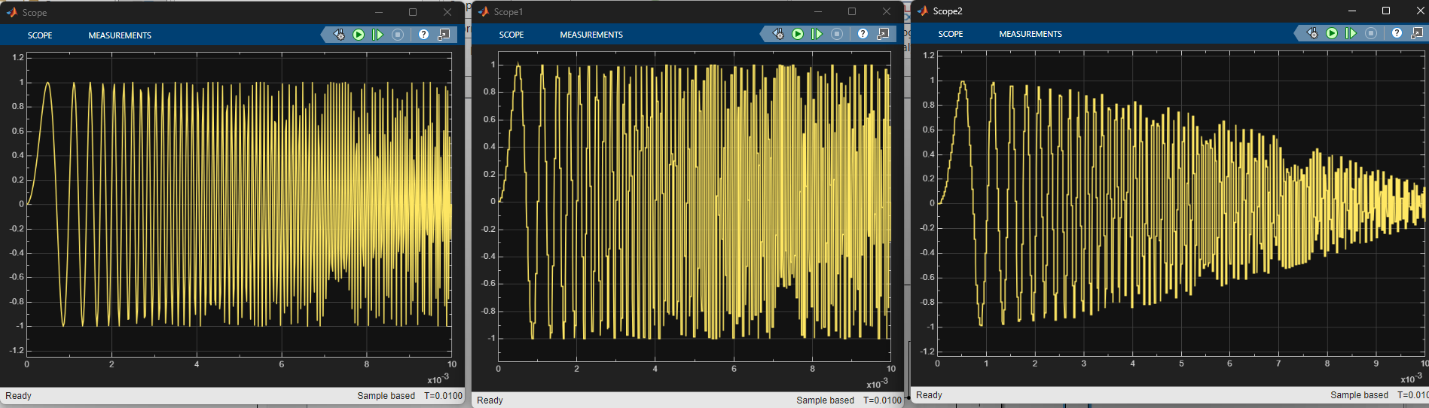 Scope
SCOPE MEASUREMENTS
1.2
1
0.8
0.6
0.4
0.2
0
-0.2
-0.4
-0.6
-0.8
-1
-1.2
0 2 4 6 8 10
x10-3
Ready Sample based T=0.0100
Scope1
SCOPE MEASUREMENTS
1
0.8
0.6
0.4
0.2
0
-0.2
-0.4
-0.6
-0.8
-1
0 2 4 6 8 10
x10-3
Ready Sample based T=0.0100
Scope2
SCOPE MEASUREMENTS
1.2
1
0.8
0.6
0.4
0.2
0
-0.2
-0.4
-0.6
-0.8
-1
-1.2
0 1 2 3 4 5 6 7 8 9 10
x10-3
Ready Sample based T=0.010